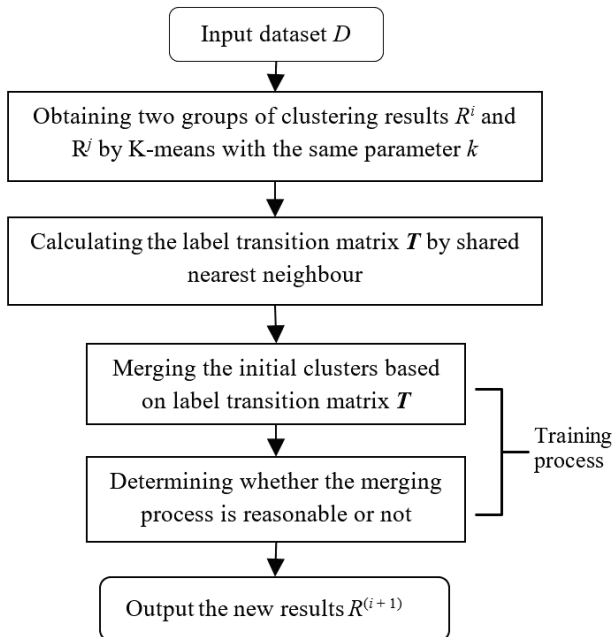 Input dataset D
Obtaining two groups of clustering results Rⁱ and
Rʲ by K-means with the same parameter k
Calculating the label transition matrix T by shared
nearest neighbour
Merging the initial clusters based
on label transition matrix T
Training
process
Determining whether the merging
process is reasonable or not
Output the new results R⁽ⁱ⁺¹⁾